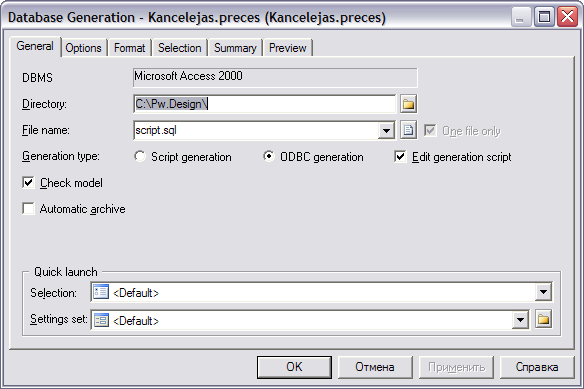 Database Generation - Kancelejas.preces (Kancelejas.preces)
General Options Format Selection Summary Preview
DBMS Microsoft Access 2000
Directory: C:\Pw.Design\
File name: script.sql One file only
Generation type: Script generation ODBC generation Edit generation script
Check model
Automatic archive
Quick launch
Selection: <Default>
Settings set: <Default>
OK Отмена Применить Справка